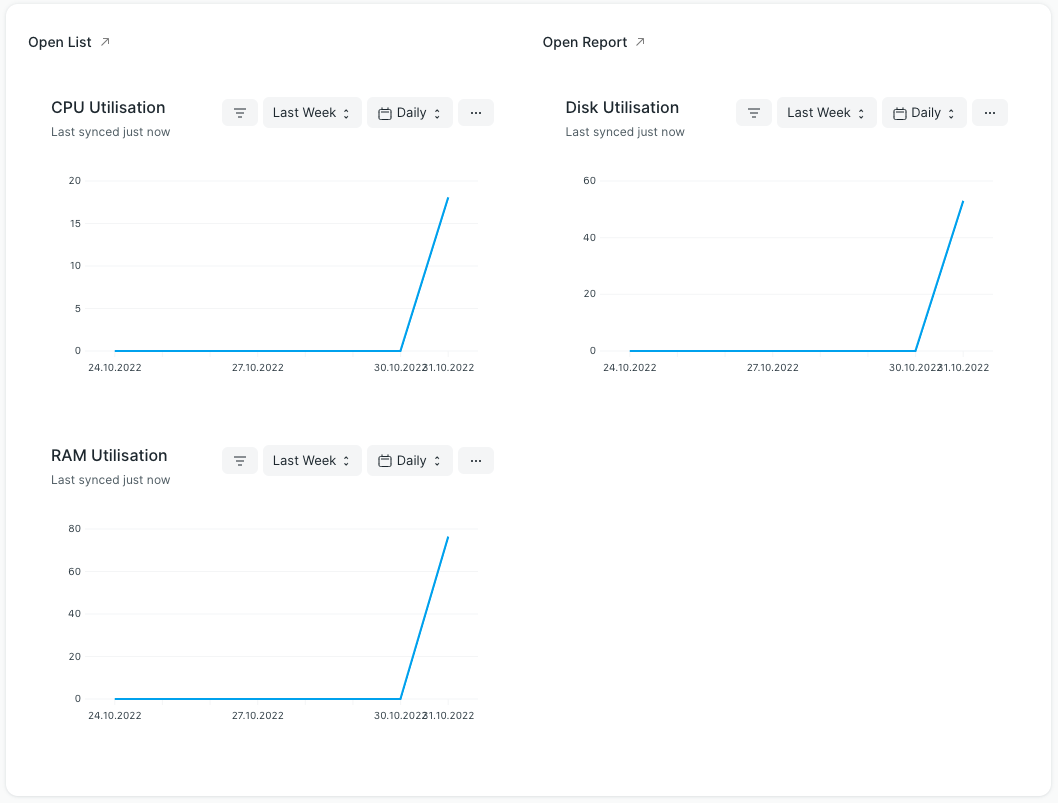 Open List
Open Report
CPU Utilisation
Last synced just now
Last Week
Daily
20
15
10
5
0
24.10.2022
27.10.2022
30.10.2022
31.10.2022
Disk Utilisation
Last synced just now
Last Week
Daily
60
40
20
0
24.10.2022
27.10.2022
30.10.2022
31.10.2022
RAM Utilisation
Last synced just now
Last Week
Daily
80
60
40
20
0
24.10.2022
27.10.2022
30.10.2022
31.10.2022